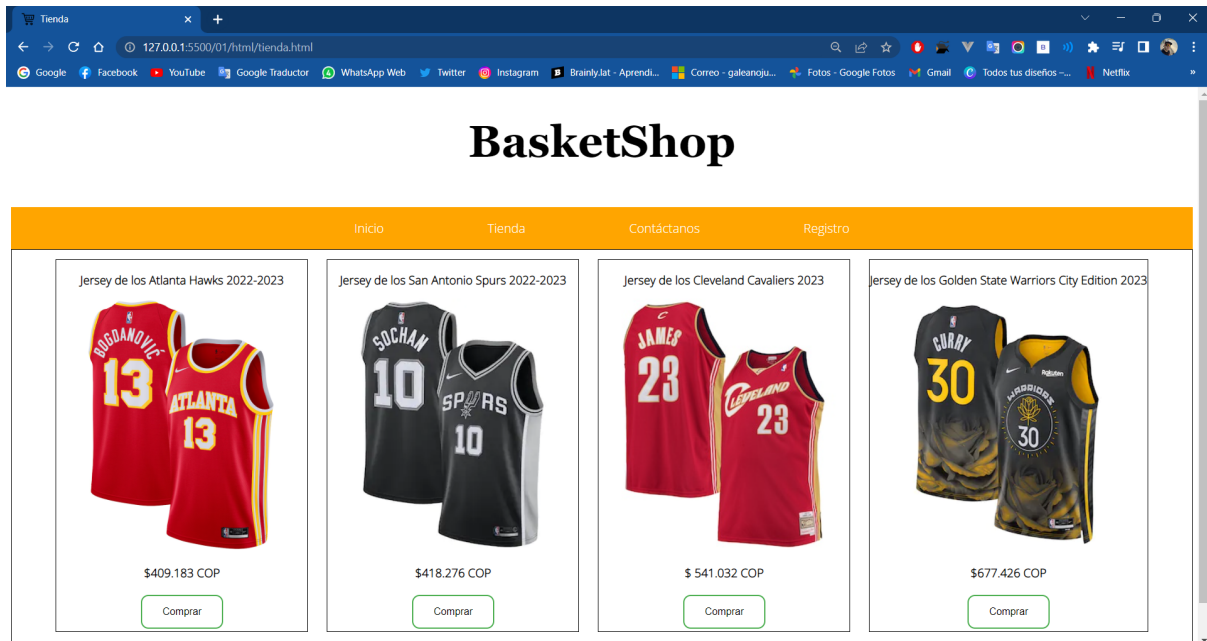 Tienda
127.0.0.1:5500/01/html/tienda.html
Google Facebook YouTube Google Traductor WhatsApp Web Twitter Instagram Brainly.lat - Aprendi... Correo - galeanoju... Fotos - Google Fotos Gmail Todos tus diseños –... Netflix »
BasketShop
Inicio Tienda Contáctanos Registro
Jersey de los Atlanta Hawks 2022-2023
Jersey de los San Antonio Spurs 2022-2023
Jersey de los Cleveland Cavaliers 2023
Jersey de los Golden State Warriors City Edition 2023
BOGDANOVIĆ
13
ATLANTA
13
SOCHAN
10
SPURS
10
C
JAMES
23
CLEVELAND
23
CURRY
30
Rakuten
WARRIORS
30
$409.183 COP
$418.276 COP
$ 541.032 COP
$677.426 COP
Comprar
Comprar
Comprar
Comprar